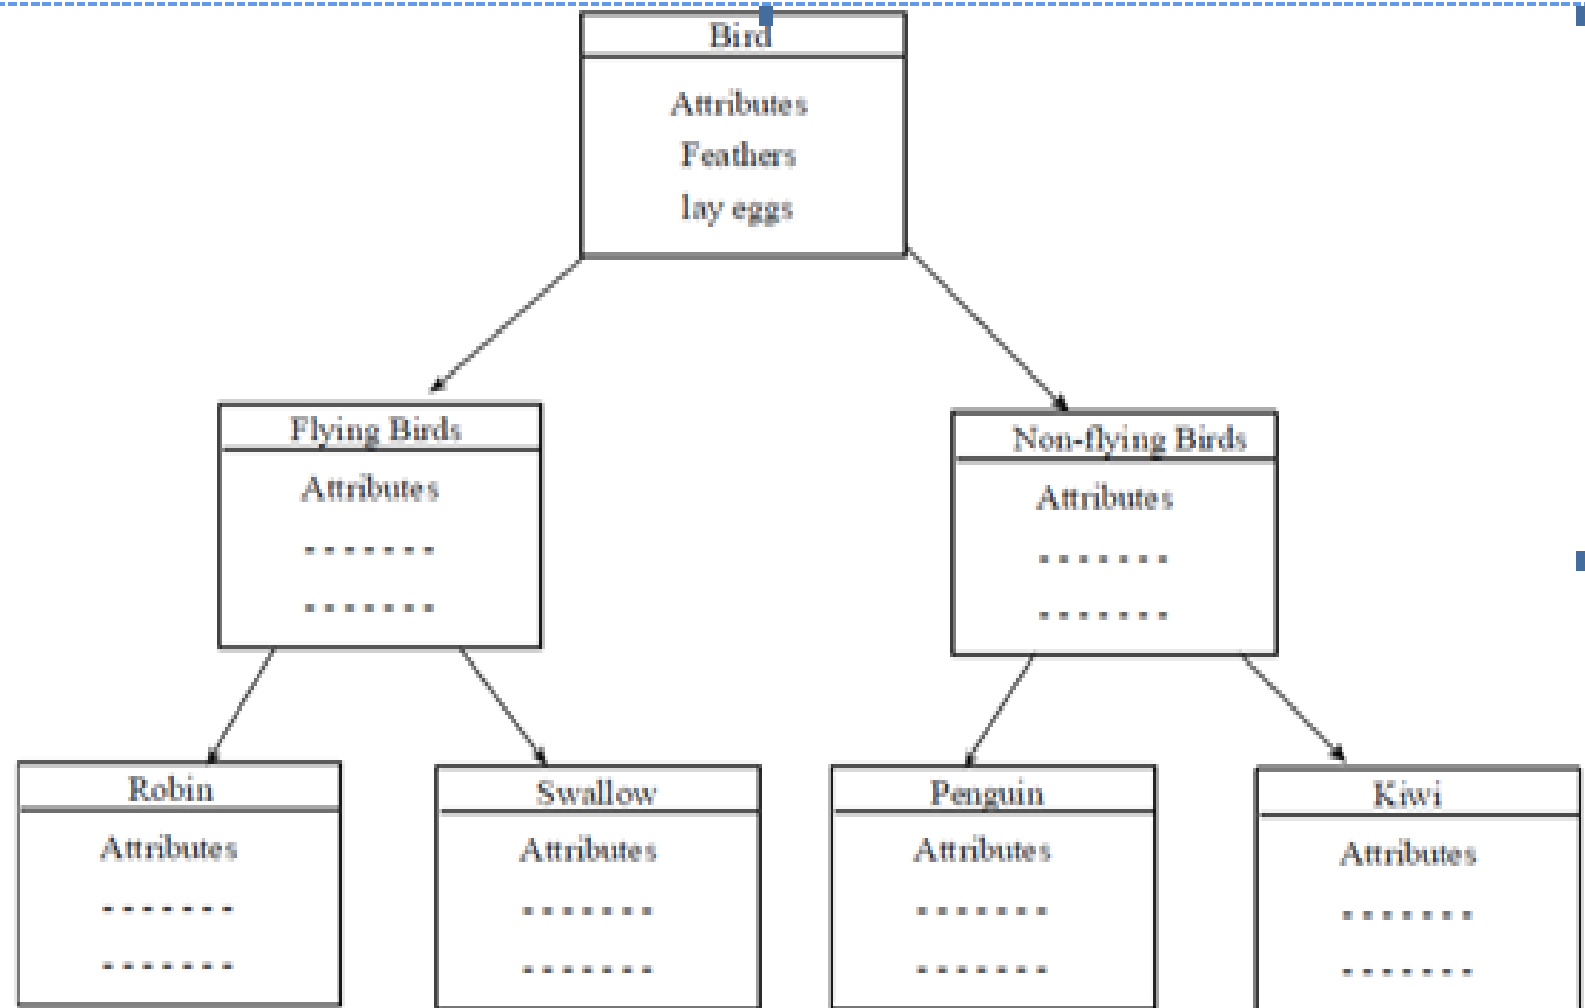 Bird
Attributes
Feathers
lay eggs
Flying Birds
Attributes
- - - - - - -
- - - - - - -
Non-flying Birds
Attributes
- - - - - - -
- - - - - - -
Robin
Attributes
- - - - - - -
- - - - - - -
Swallow
Attributes
- - - - - - -
- - - - - - -
Penguin
Attributes
- - - - - - -
- - - - - - -
Kiwi
Attributes
- - - - - - -
- - - - - - -